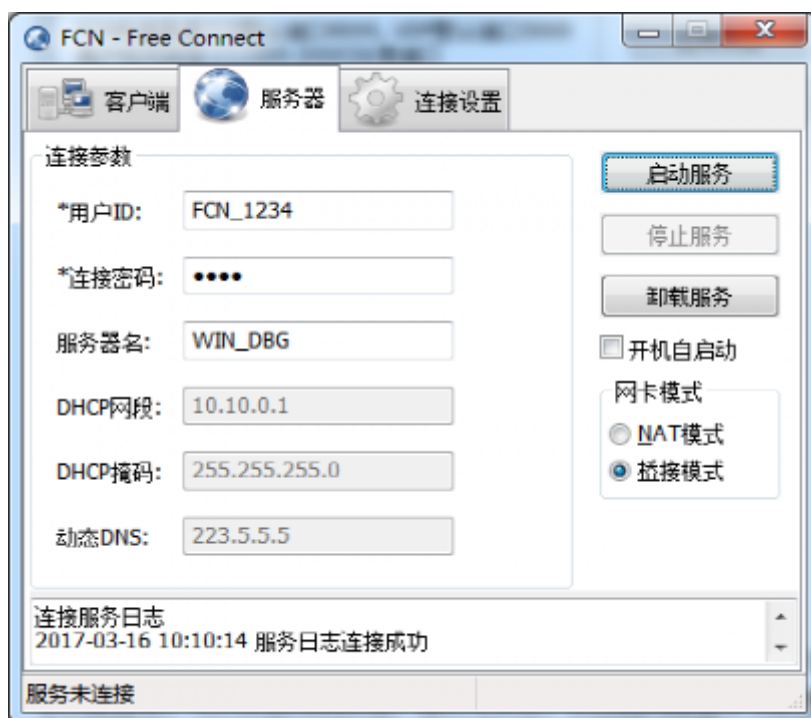 FCN - Free Connect
客户端
服务器
连接设置
连接参数
*用户ID:
FCN_1234
*连接密码:
••••
服务器名:
WIN_DBG
DHCP网段:
10.10.0.1
DHCP掩码:
255.255.255.0
动态DNS:
223.5.5.5
启动服务
停止服务
卸载服务
开机自启动
网卡模式
NAT模式
桥接模式
连接服务日志
2017-03-16 10:10:14 服务日志连接成功
服务未连接